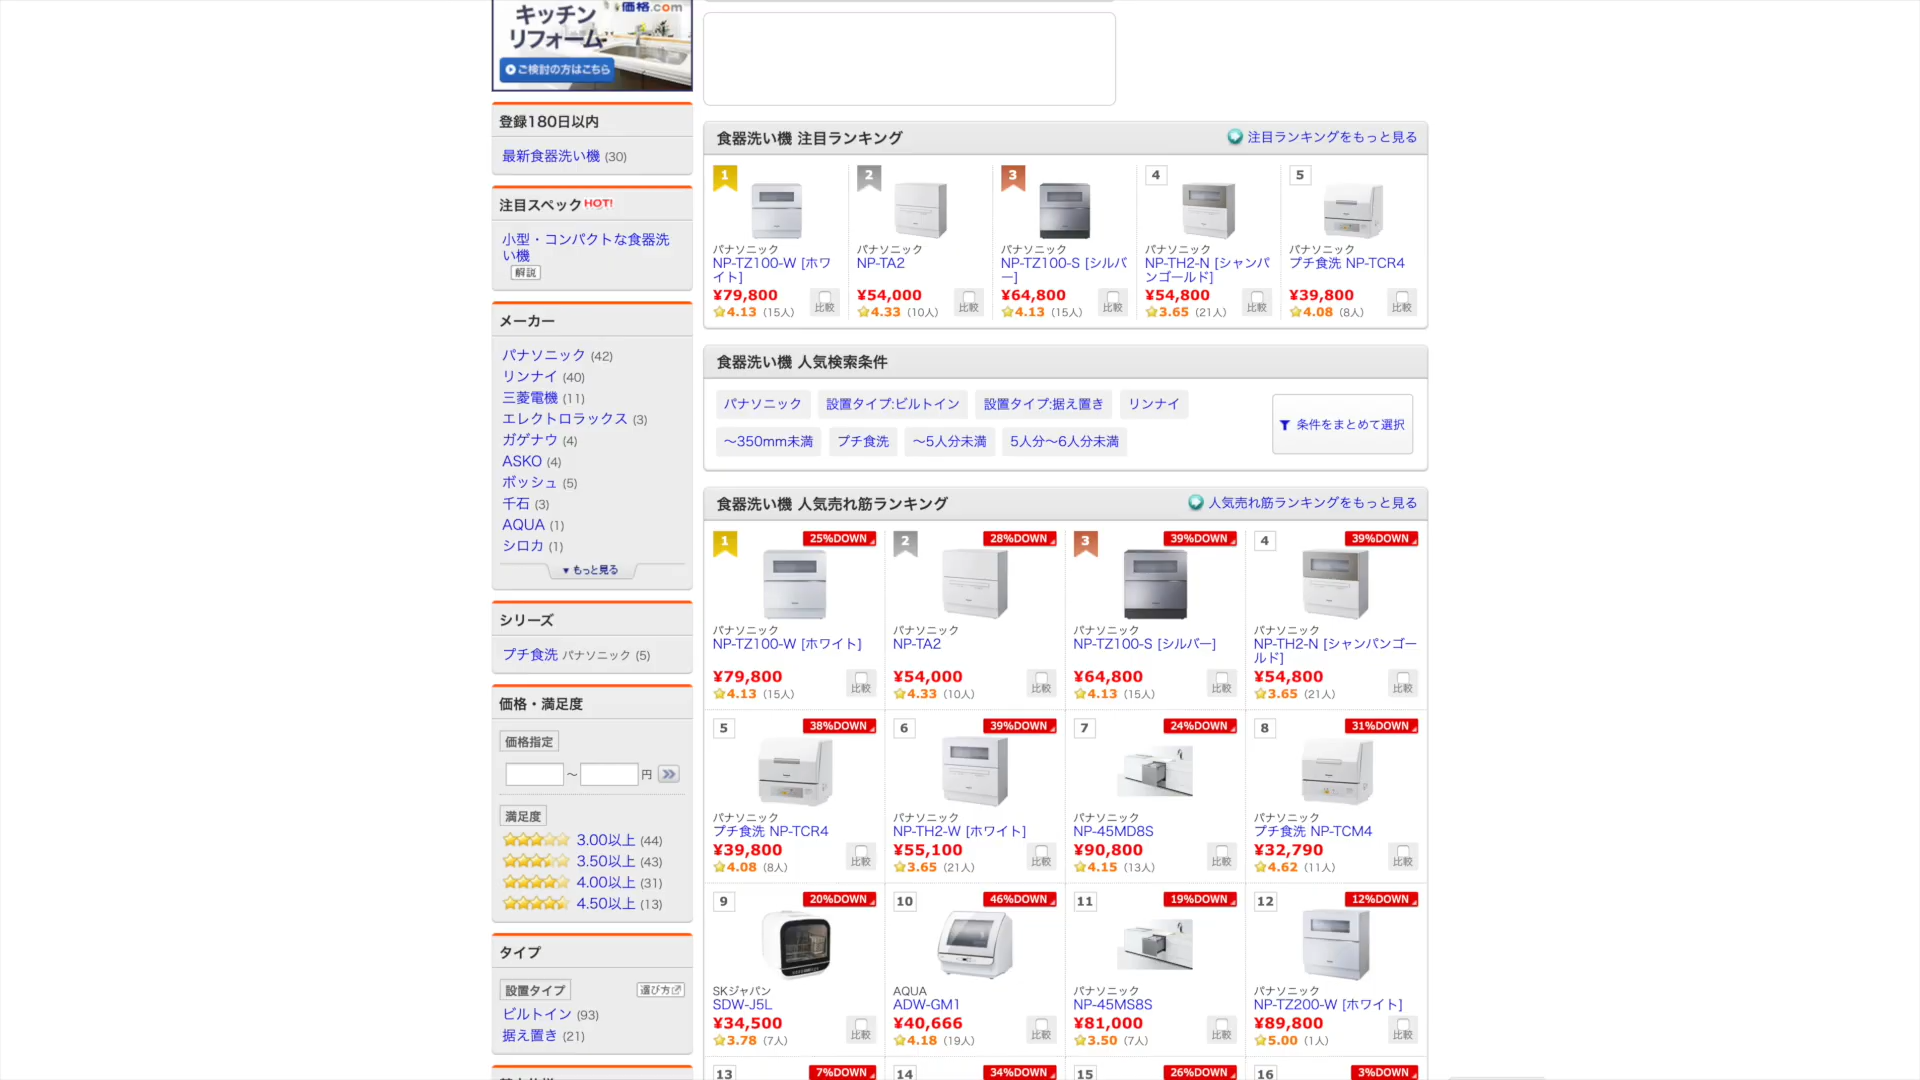 キッチン
リフォーム
価格.com
ご検討の方はこちら
登録180日以内
最新食器洗い機 (30)
注目スペック HOT!
小型・コンパクトな食器洗
い機
解説
メーカー
パナソニック (42)
リンナイ (40)
三菱電機 (11)
エレクトロラックス (3)
ガゲナウ (4)
ASKO (4)
ボッシュ (5)
千石 (3)
AQUA (1)
シロカ (1)
▼もっと見る
シリーズ
プチ食洗 パナソニック (5)
価格・満足度
価格指定
～ 円
満足度
3.00以上 (44)
3.50以上 (43)
4.00以上 (31)
4.50以上 (13)
タイプ
設置タイプ 選び方
ビルトイン (93)
据え置き (21)
食器洗い機 注目ランキング
注目ランキングをもっと見る
1
パナソニック
NP-TZ100-W [ホワ
イト]
¥79,800
4.13 (15人)
比較
2
パナソニック
NP-TA2
¥54,000
4.33 (10人)
比較
3
パナソニック
NP-TZ100-S [シルバ
ー]
¥64,800
4.13 (15人)
比較
4
パナソニック
NP-TH2-N [シャンパ
ンゴールド]
¥54,800
3.65 (21人)
比較
5
パナソニック
プチ食洗 NP-TCR4
¥39,800
4.08 (8人)
比較
食器洗い機 人気検索条件
パナソニック 設置タイプ:ビルトイン 設置タイプ:据え置き リンナイ
～350mm未満 プチ食洗 ～5人分未満 5人分～6人分未満
条件をまとめて選択
食器洗い機 人気売れ筋ランキング
人気売れ筋ランキングをもっと見る
1
25%DOWN
パナソニック
NP-TZ100-W [ホワイト]
¥79,800
4.13 (15人)
比較
2
28%DOWN
パナソニック
NP-TA2
¥54,000
4.33 (10人)
比較
3
39%DOWN
パナソニック
NP-TZ100-S [シルバー]
¥64,800
4.13 (15人)
比較
4
39%DOWN
パナソニック
NP-TH2-N [シャンパンゴー
ルド]
¥54,800
3.65 (21人)
比較
5
38%DOWN
パナソニック
プチ食洗 NP-TCR4
¥39,800
4.08 (8人)
比較
6
39%DOWN
パナソニック
NP-TH2-W [ホワイト]
¥55,100
3.65 (21人)
比較
7
24%DOWN
パナソニック
NP-45MD8S
¥90,800
4.15 (13人)
比較
8
31%DOWN
パナソニック
プチ食洗 NP-TCM4
¥32,790
4.62 (11人)
比較
9
20%DOWN
SKジャパン
SDW-J5L
¥34,500
3.78 (7人)
比較
10
46%DOWN
AQUA
ADW-GM1
¥40,666
4.18 (19人)
比較
11
19%DOWN
パナソニック
NP-45MS8S
¥81,000
3.50 (7人)
比較
12
12%DOWN
パナソニック
NP-TZ200-W [ホワイト]
¥89,800
5.00 (1人)
比較
13
7%DOWN
14
34%DOWN
15
26%DOWN
16
3%DOWN